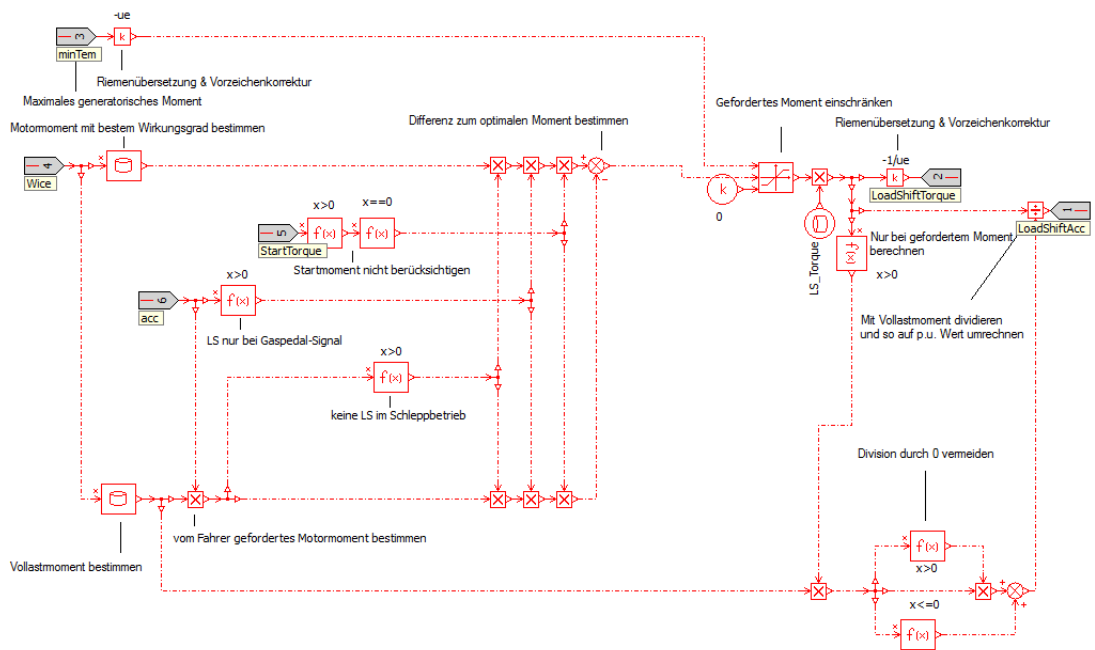 -ue
3
k
minTem
Riemenübersetzung & Vorzeichenkorrektur
Maximales generatorisches Moment
Motormoment mit bestem Wirkungsgrad bestimmen
4
Wice
Differenz zum optimalen Moment bestimmen
Gefordertes Moment einschränken
Riemenübersetzung & Vorzeichenkorrektur
-1/ue
k
2
LoadShiftTorque
k
0
LS_Torque
1
LoadShiftAcc
f(x)
Nur bei gefordertem Moment
berechnen
x>0
x>0
x==0
5
f(x)
f(x)
StartTorque
Startmoment nicht berücksichtigen
x>0
6
f(x)
acc
LS nur bei Gaspedal-Signal
Mit Vollastmoment dividieren
und so auf p.u. Wert umrechnen
x>0
f(x)
keine LS im Schleppbetrieb
vom Fahrer gefordertes Motormoment bestimmen
Vollastmoment bestimmen
Division durch 0 vermeiden
f(x)
x>0
x<=0
f(x)